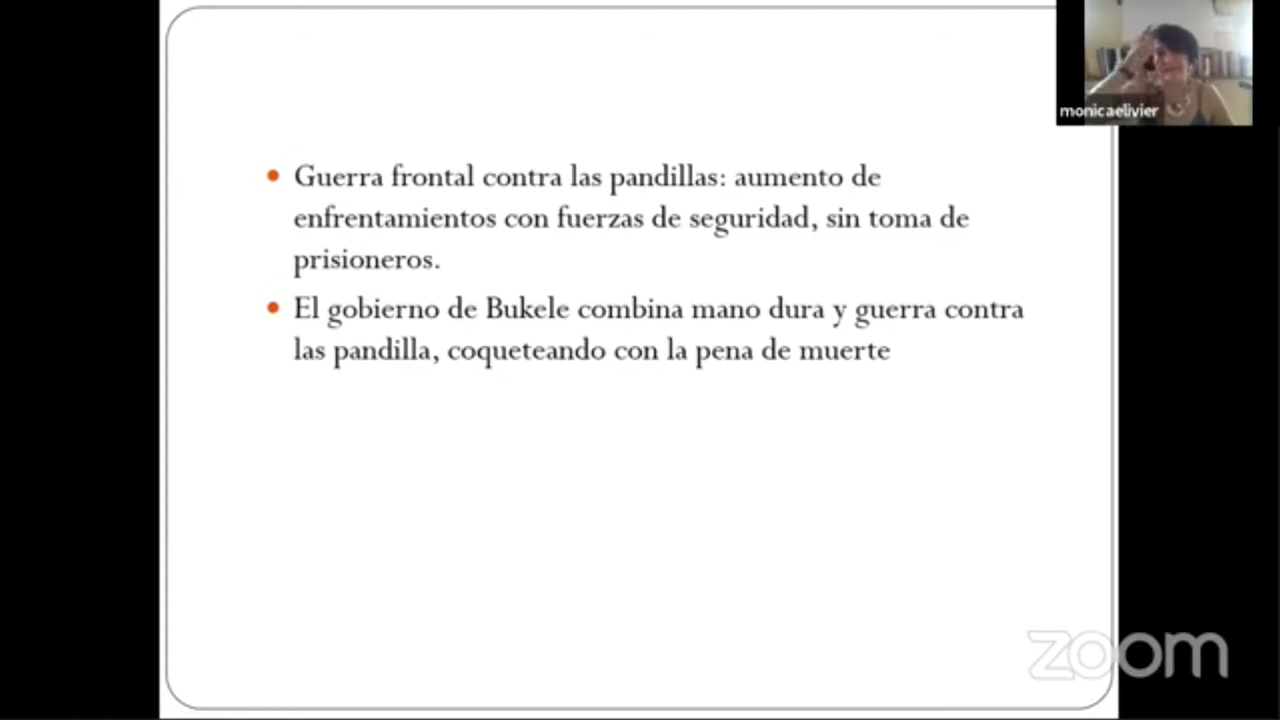 monicaelivier
• Guerra frontal contra las pandillas: aumento de
enfrentamientos con fuerzas de seguridad, sin toma de
prisioneros.
• El gobierno de Bukele combina mano dura y guerra contra
las pandilla, coqueteando con la pena de muerte
zoom